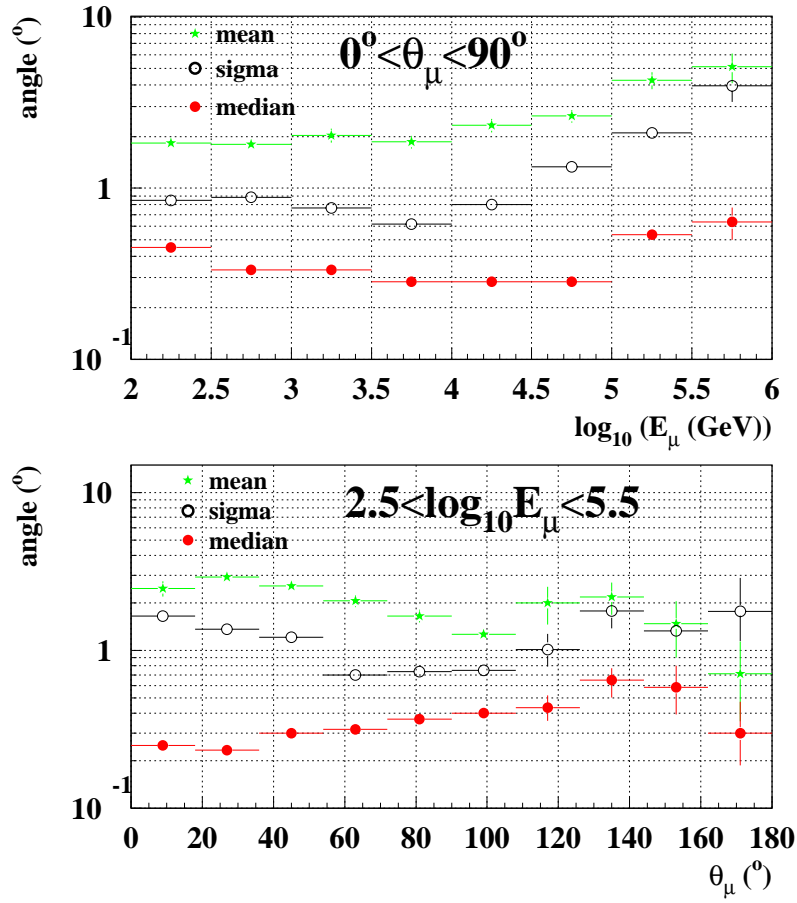 angle (°)
10
mean
sigma
median
0°<θμ<90°
1
10 -1
2 2.5 3 3.5 4 4.5 5 5.5 6
log10 (Eμ (GeV))
angle (°)
mean
sigma
median
2.5<log10Eμ<5.5
10
1
10 -1
0 20 40 60 80 100 120 140 160 180
θμ (°)